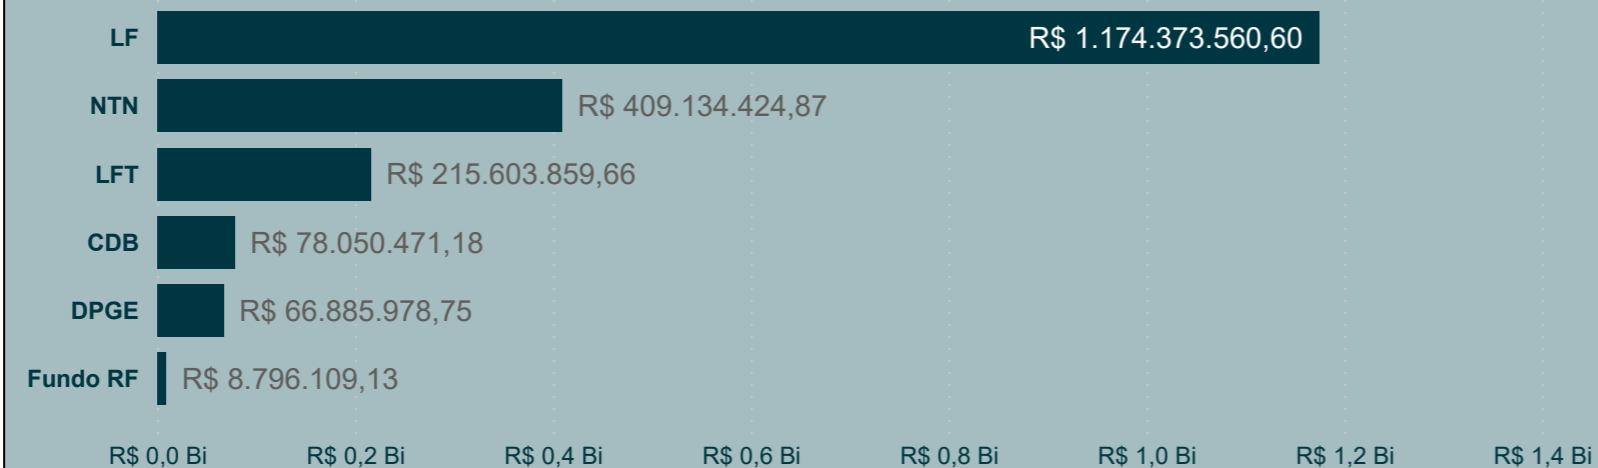 LF R$ 1.174.373.560,60
NTN R$ 409.134.424,87
LFT R$ 215.603.859,66
CDB R$ 78.050.471,18
DPGE R$ 66.885.978,75
Fundo RF R$ 8.796.109,13
R$ 0,0 Bi R$ 0,2 Bi R$ 0,4 Bi R$ 0,6 Bi R$ 0,8 Bi R$ 1,0 Bi R$ 1,2 Bi R$ 1,4 Bi